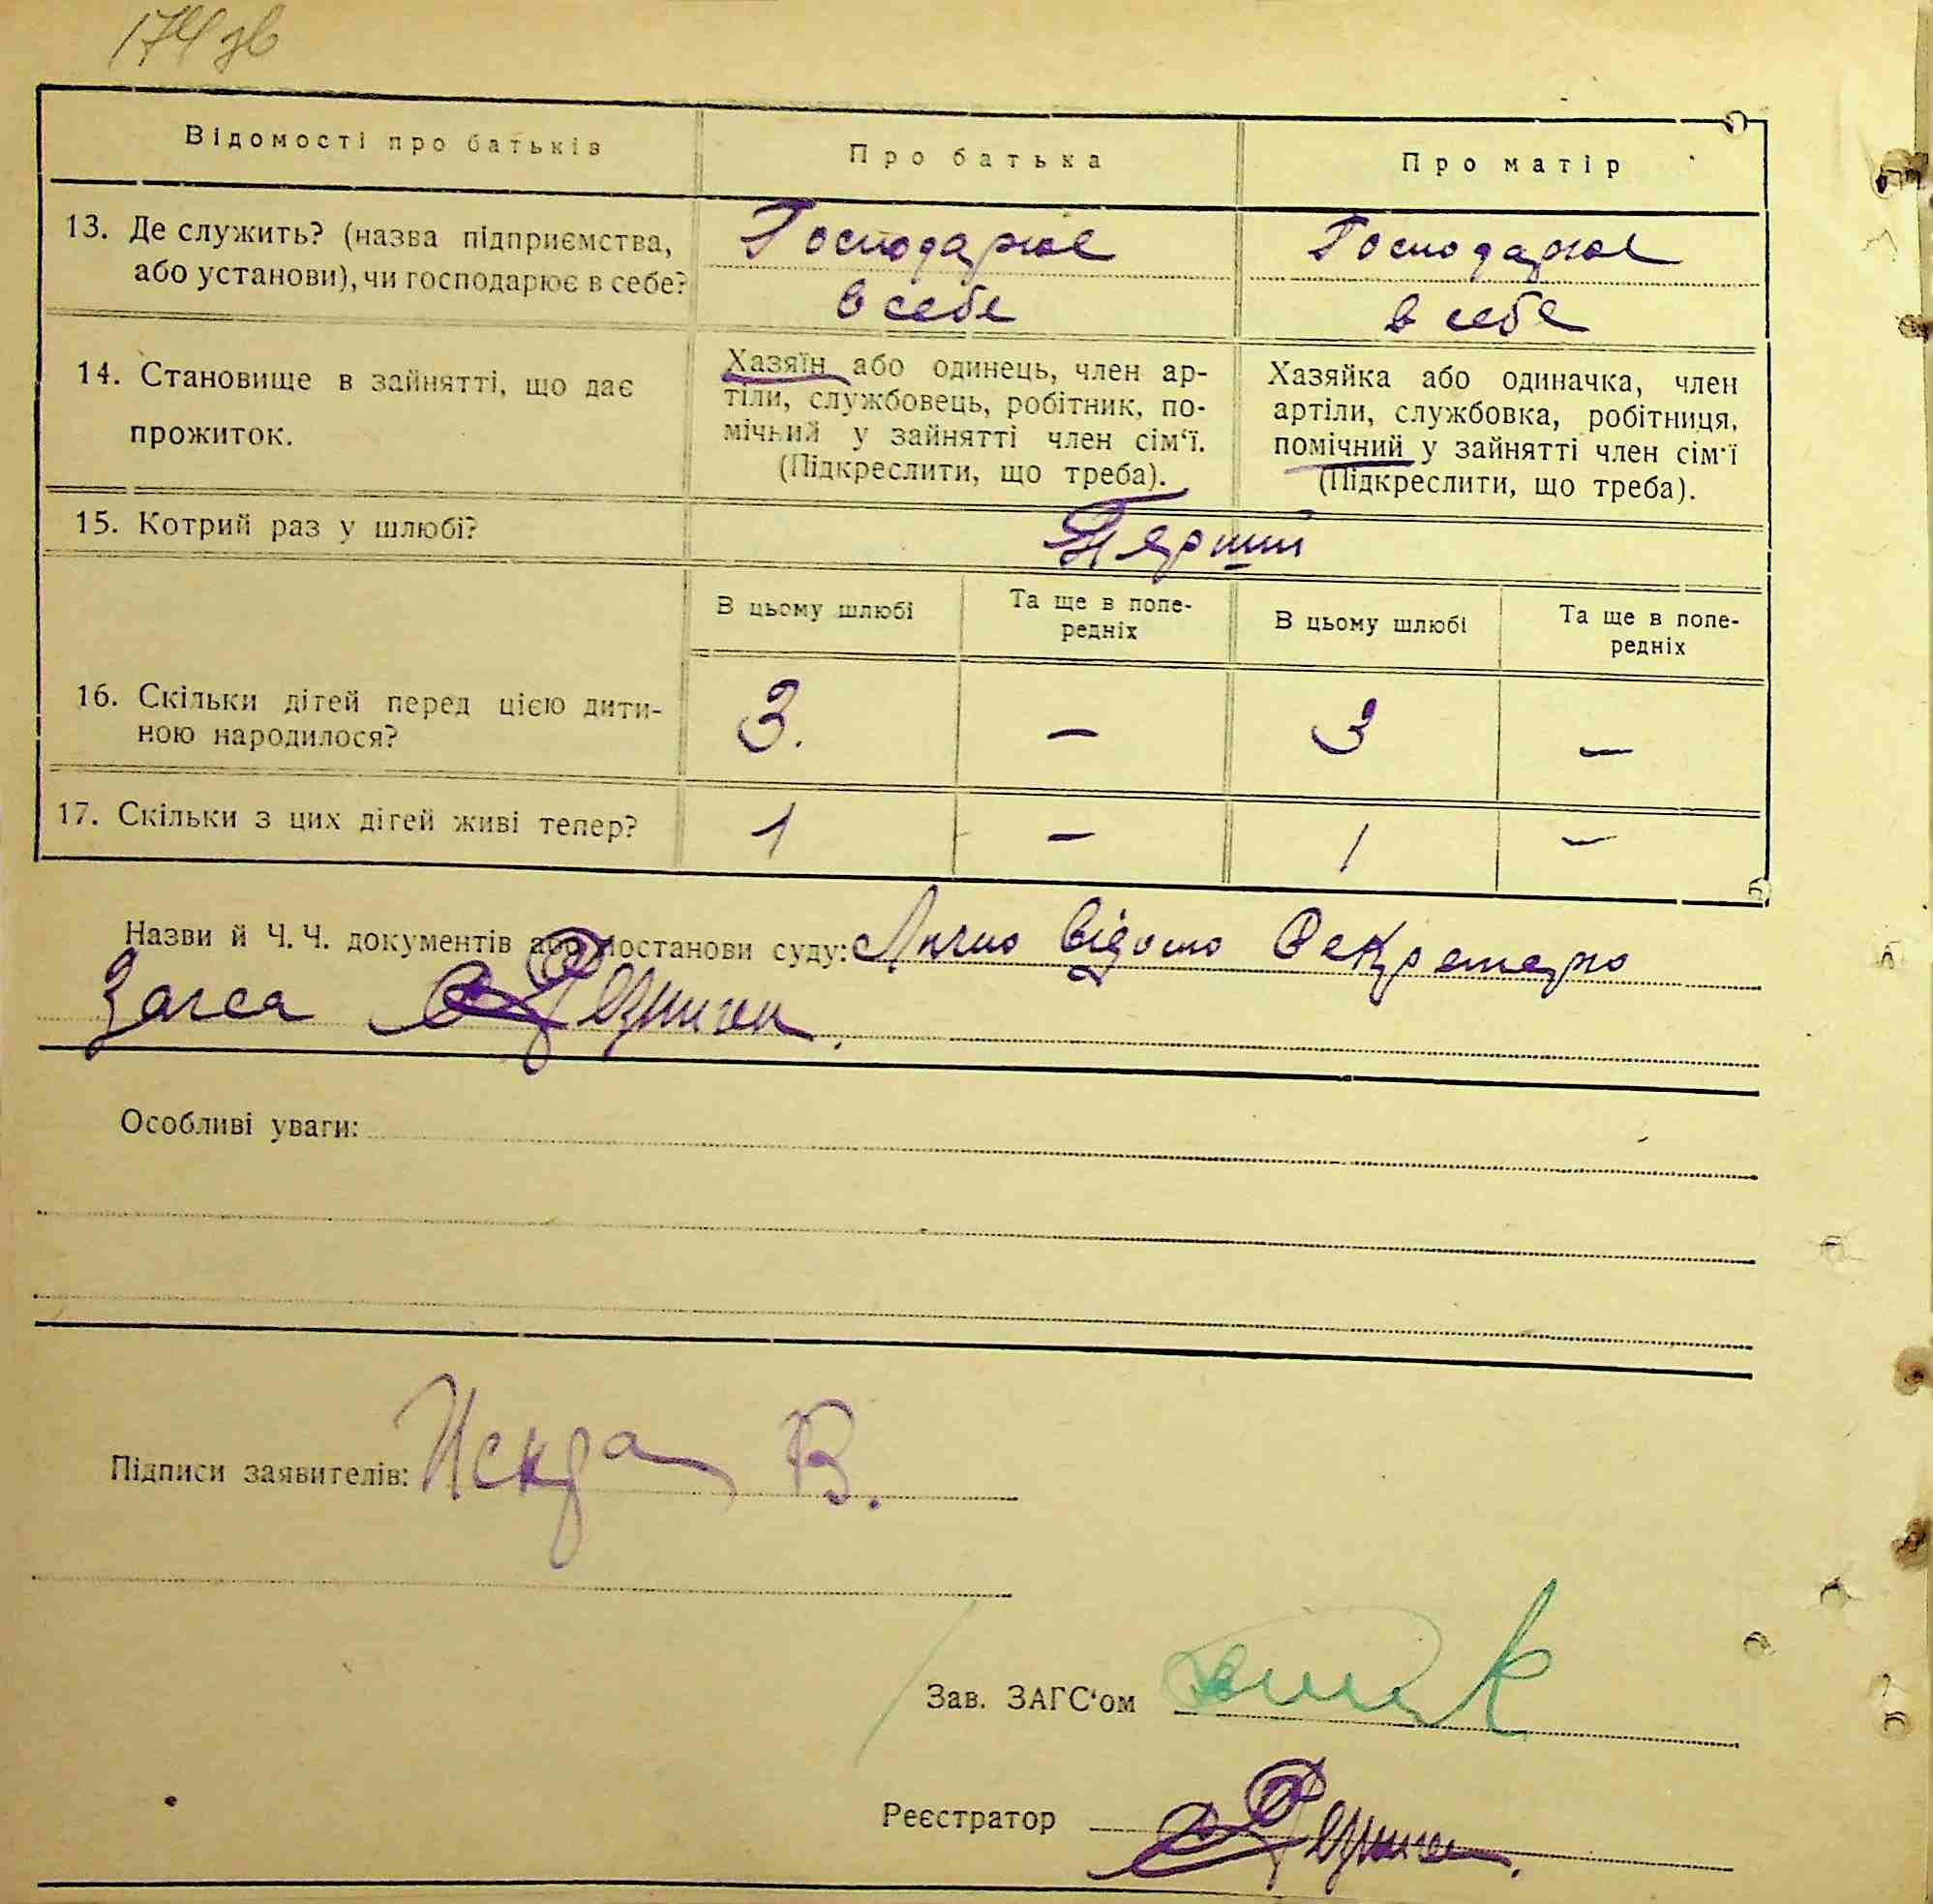 174 зв
Відомості про батьків
Про батька
Про матір
13. Де служить? (назва підприємства,
або установи), чи господарює в себе?
Господарює
в себе
Господарює
в себе
14. Становище в зайнятті, що дає
прожиток.
Хазяїн або одинець, член ар-
тіли, службовець, робітник, по-
мічний у зайнятті член сім‘ї.
(Підкреслити, що треба).
Хазяйка або одиначка, член
артіли, службовка, робітниця,
помічний у зайнятті член сім‘ї
(Підкреслити, що треба).
15. Котрий раз у шлюбі?
Перший
В цьому шлюбі
Та ще в попе-
редніх
В цьому шлюбі
Та ще в попе-
редніх
16. Скільки дітей перед цією дити-
ною народилося?
3.
—
3
—
17. Скільки з цих дітей живі тепер?
1
—
1
—
Назви й Ч. Ч. документів або постанови суду: Лично відомо Секретарю
Загса
Особливі уваги:
Підписи заявителів: Искра В.
Зав. ЗАГС‘ом
Реєстратор